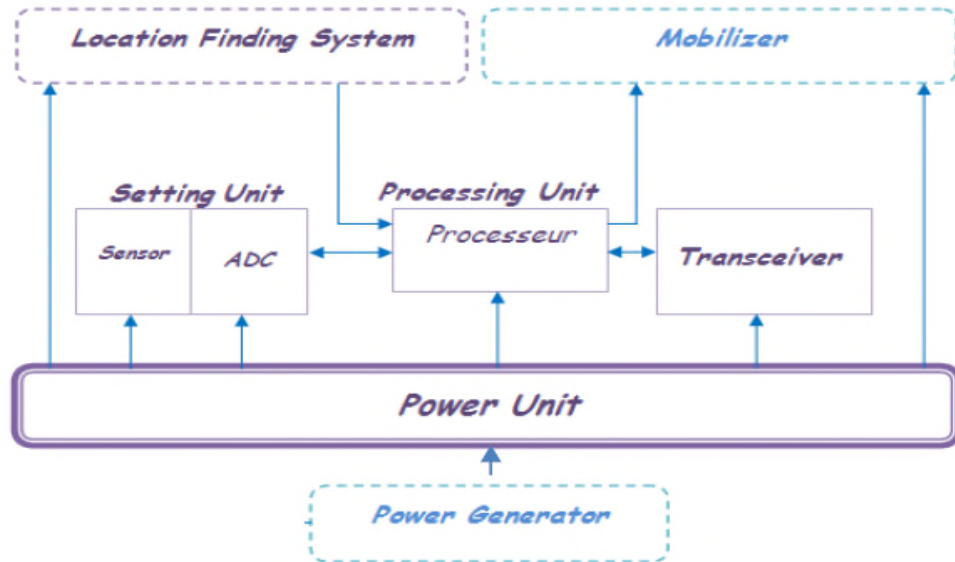 Location Finding System
Mobilizer
Setting Unit
Processing Unit
Sensor
ADC
Processeur
Transceiver
Power Unit
Power Generator